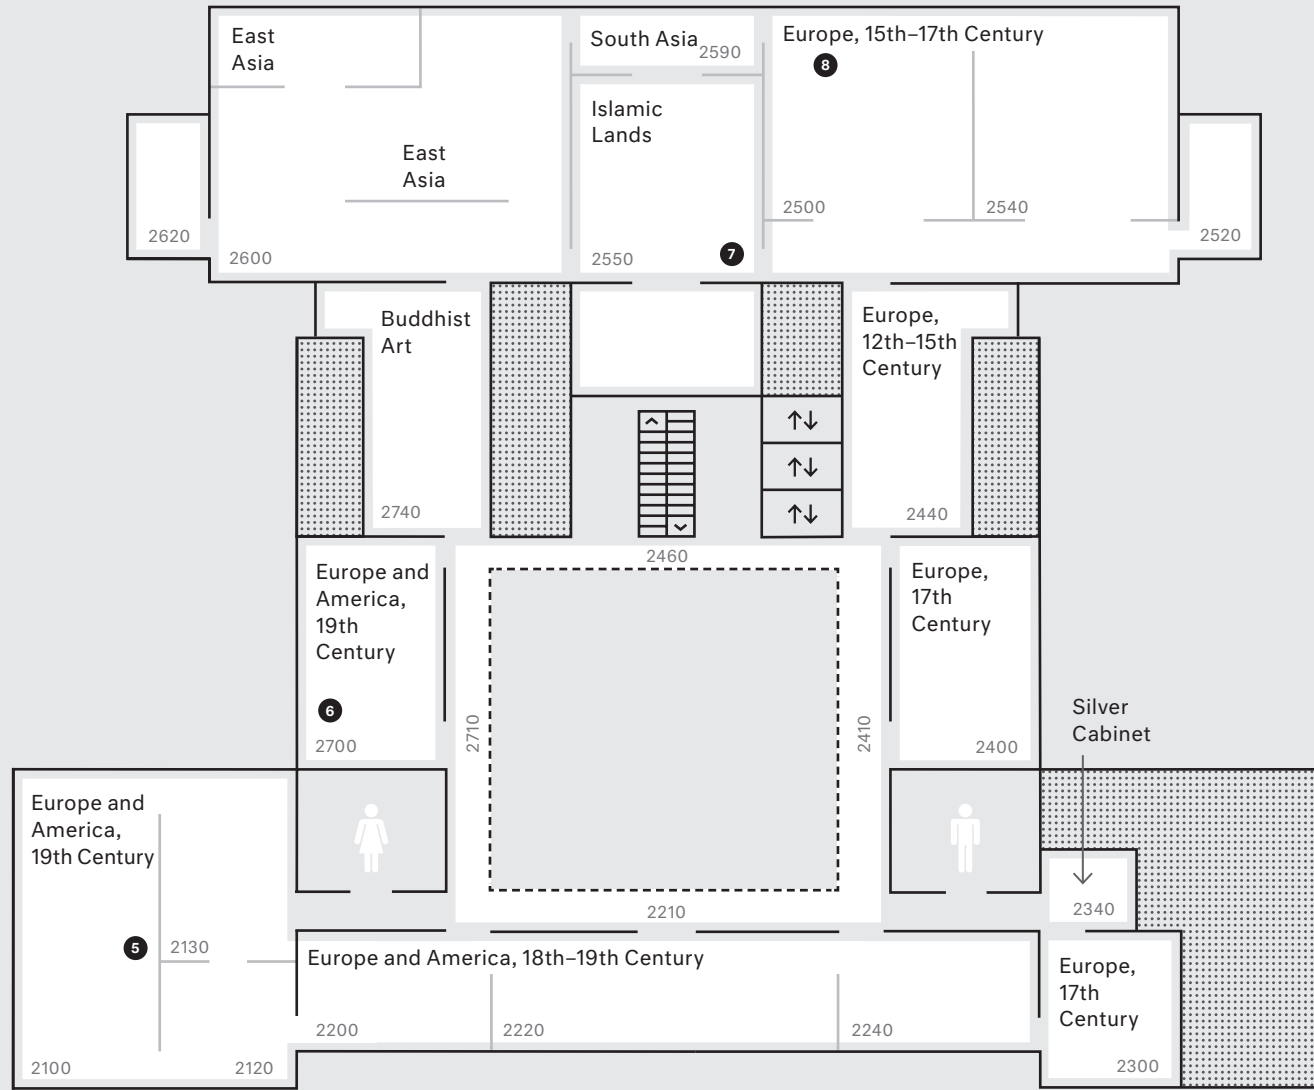 East
Asia
South Asia
2590
Europe, 15th–17th Century
8
Islamic
Lands
East
Asia
2500
2540
2620
2600
2550
7
2520
Buddhist
Art
Europe,
12th–15th
Century
2740
2440
2460
Europe and
America,
19th
Century
Europe,
17th
Century
6
2700
2710
2410
2400
Silver
Cabinet
Europe and
America,
19th Century
2340
2210
5
2130
Europe and America, 18th–19th Century
Europe,
17th
Century
2100
2120
2200
2220
2240
2300